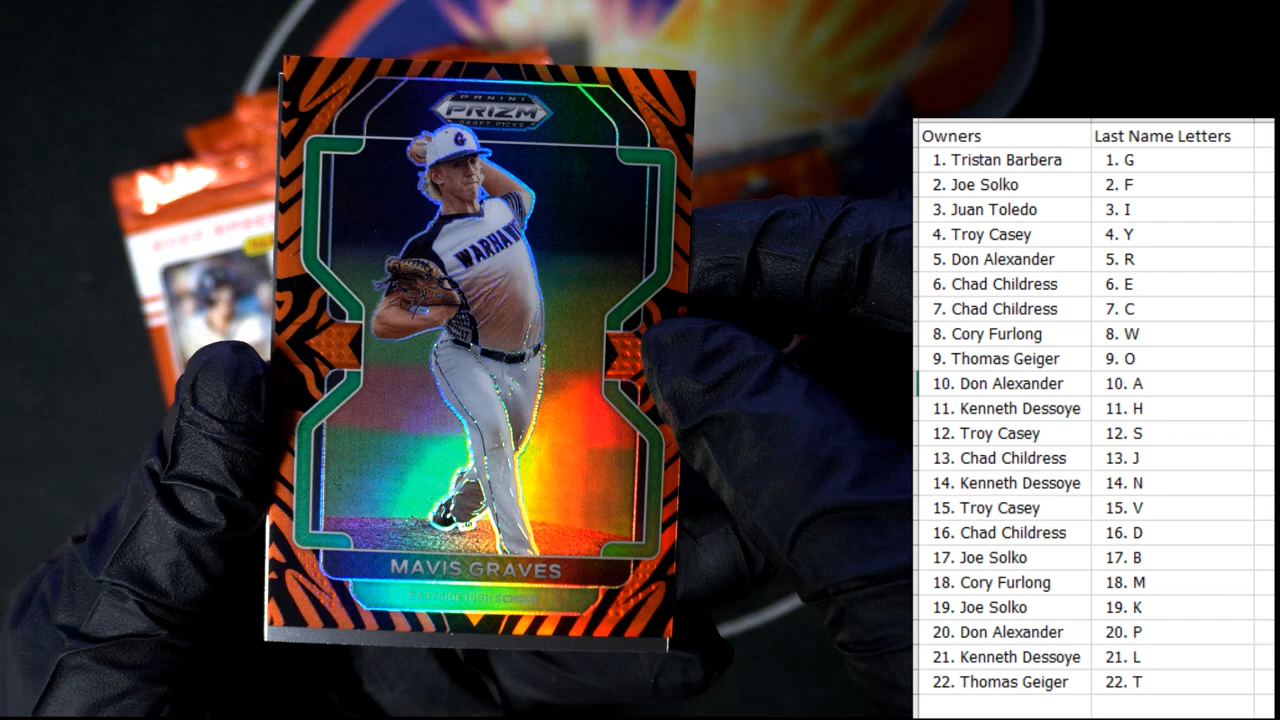 PANINI
PRIZM
DRAFT PICKS
G
WARHAW
MAVIS GRAVES
EASTSIDE HIGH SCHOOL
Owners Last Name Letters
1. Tristan Barbera 1. G
2. Joe Solko 2. F
3. Juan Toledo 3. I
4. Troy Casey 4. Y
5. Don Alexander 5. R
6. Chad Childress 6. E
7. Chad Childress 7. C
8. Cory Furlong 8. W
9. Thomas Geiger 9. O
10. Don Alexander 10. A
11. Kenneth Dessoye 11. H
12. Troy Casey 12. S
13. Chad Childress 13. J
14. Kenneth Dessoye 14. N
15. Troy Casey 15. V
16. Chad Childress 16. D
17. Joe Solko 17. B
18. Cory Furlong 18. M
19. Joe Solko 19. K
20. Don Alexander 20. P
21. Kenneth Dessoye 21. L
22. Thomas Geiger 22. T